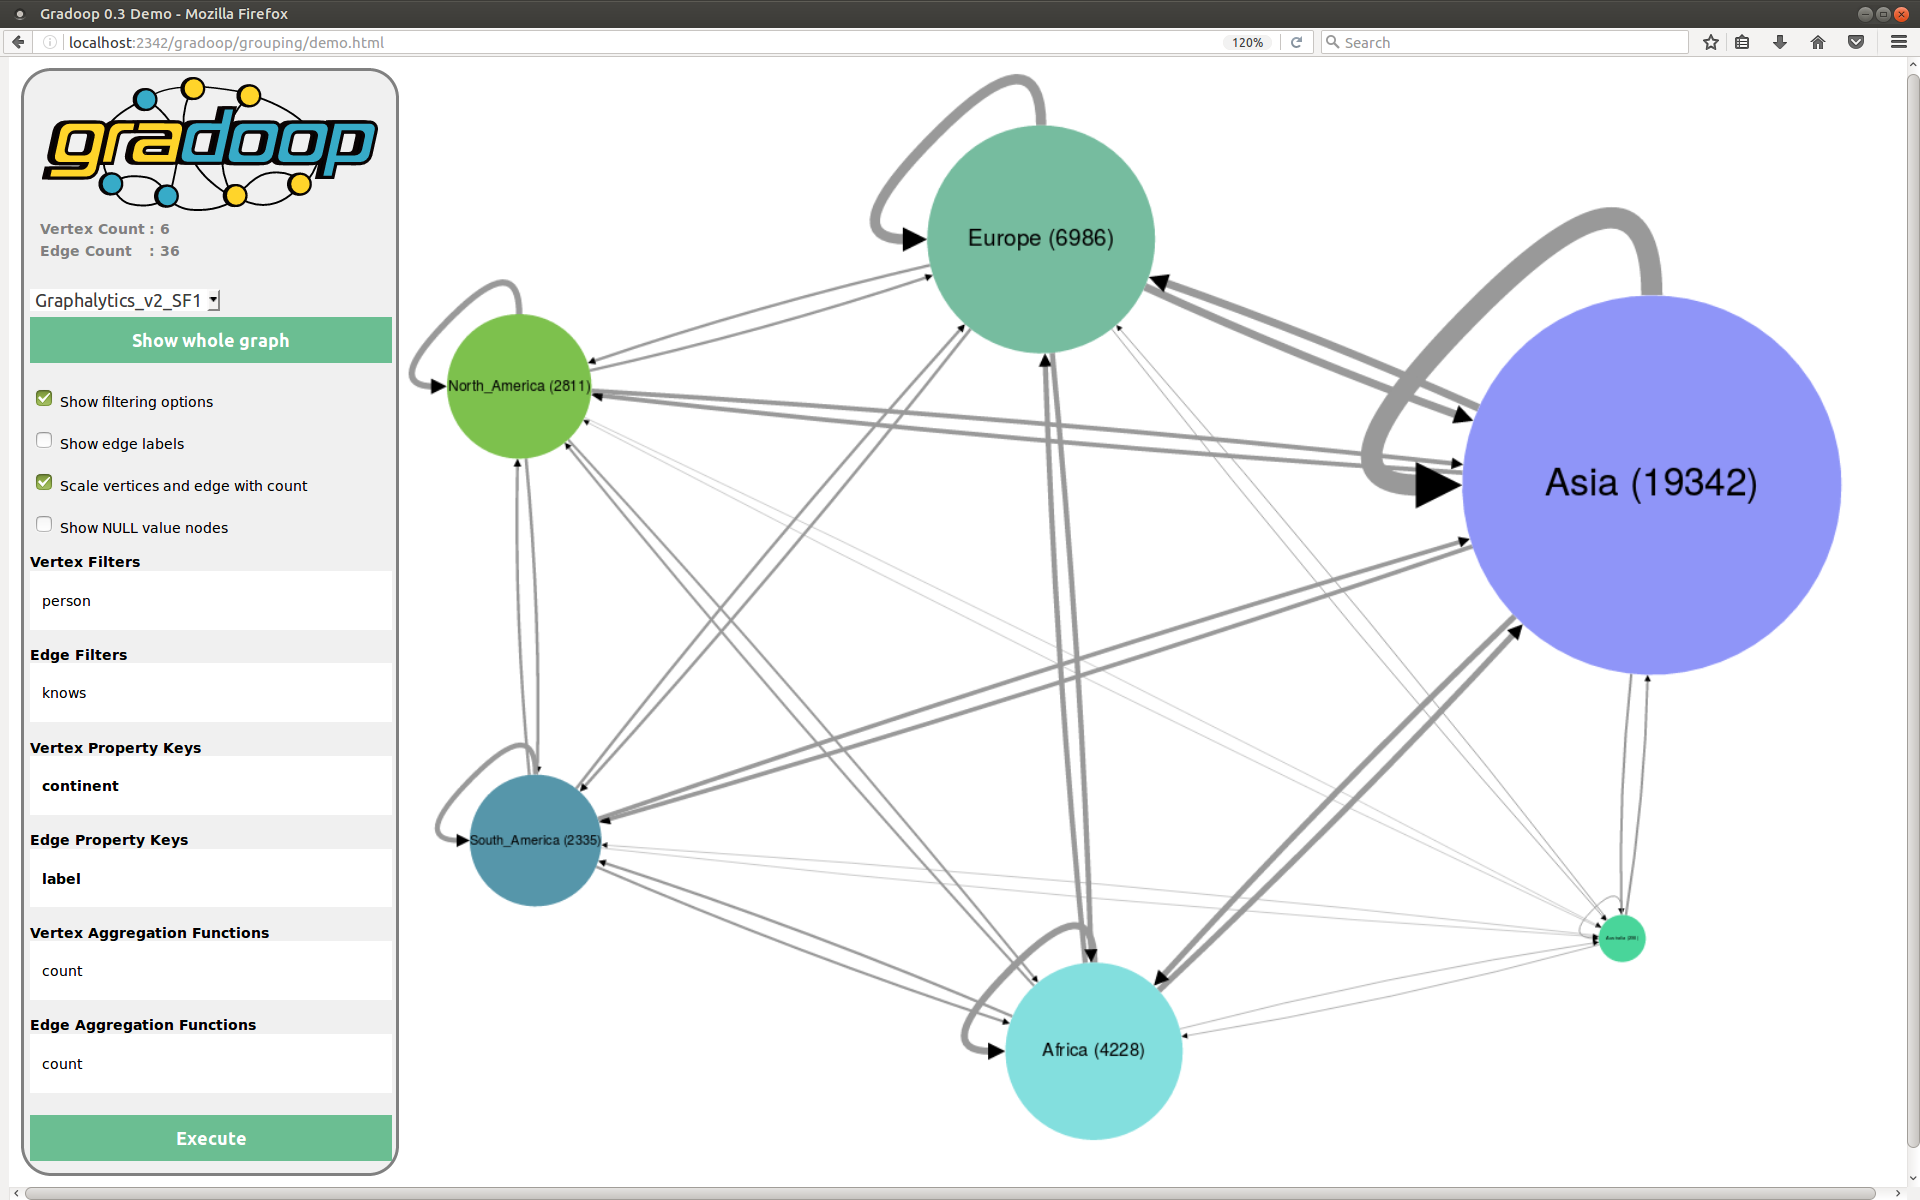 Gradoop 0.3 Demo - Mozilla Firefox
localhost:2342/gradoop/grouping/demo.html
120%
Search
gradoop
Vertex Count : 6
Edge Count : 36
Graphalytics_v2_SF1
Show whole graph
Show filtering options
Show edge labels
Scale vertices and edge with count
Show NULL value nodes
Vertex Filters
person
Edge Filters
knows
Vertex Property Keys
continent
Edge Property Keys
label
Vertex Aggregation Functions
count
Edge Aggregation Functions
count
Execute
Europe (6986)
North_America (2811)
Asia (19342)
South_America (2335)
Africa (4228)